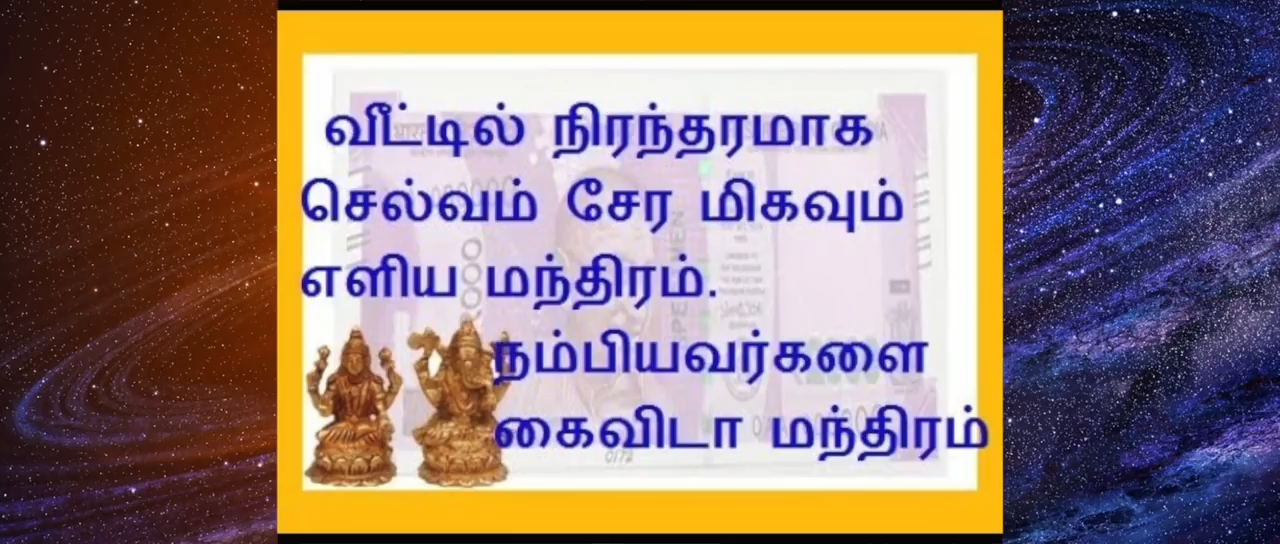 வீட்டில் நிரந்தரமாக
செல்வம் சேர மிகவும்
எளிய மந்திரம்.
நம்பியவர்களை
கைவிடா மந்திரம்